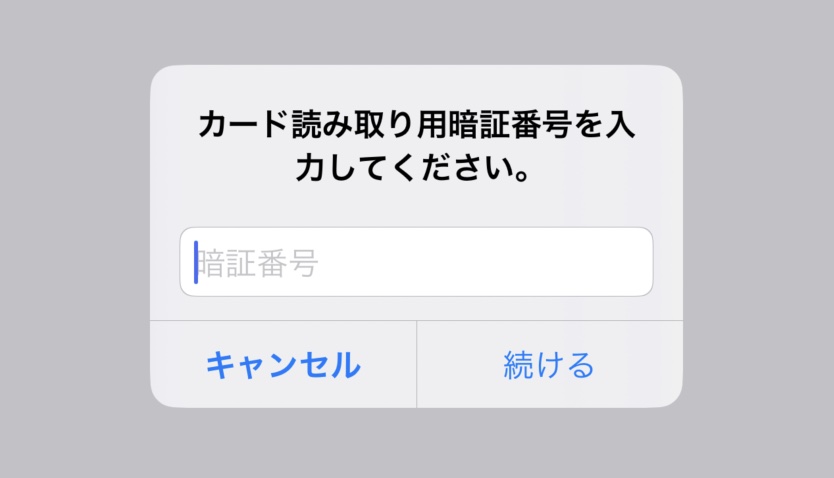 カード読み取り用暗証番号を入
力してください。
暗証番号
キャンセル
続ける